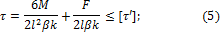 τ = 6M / 2l²βk + F / 2lβk ≤ [τ′];     (5)